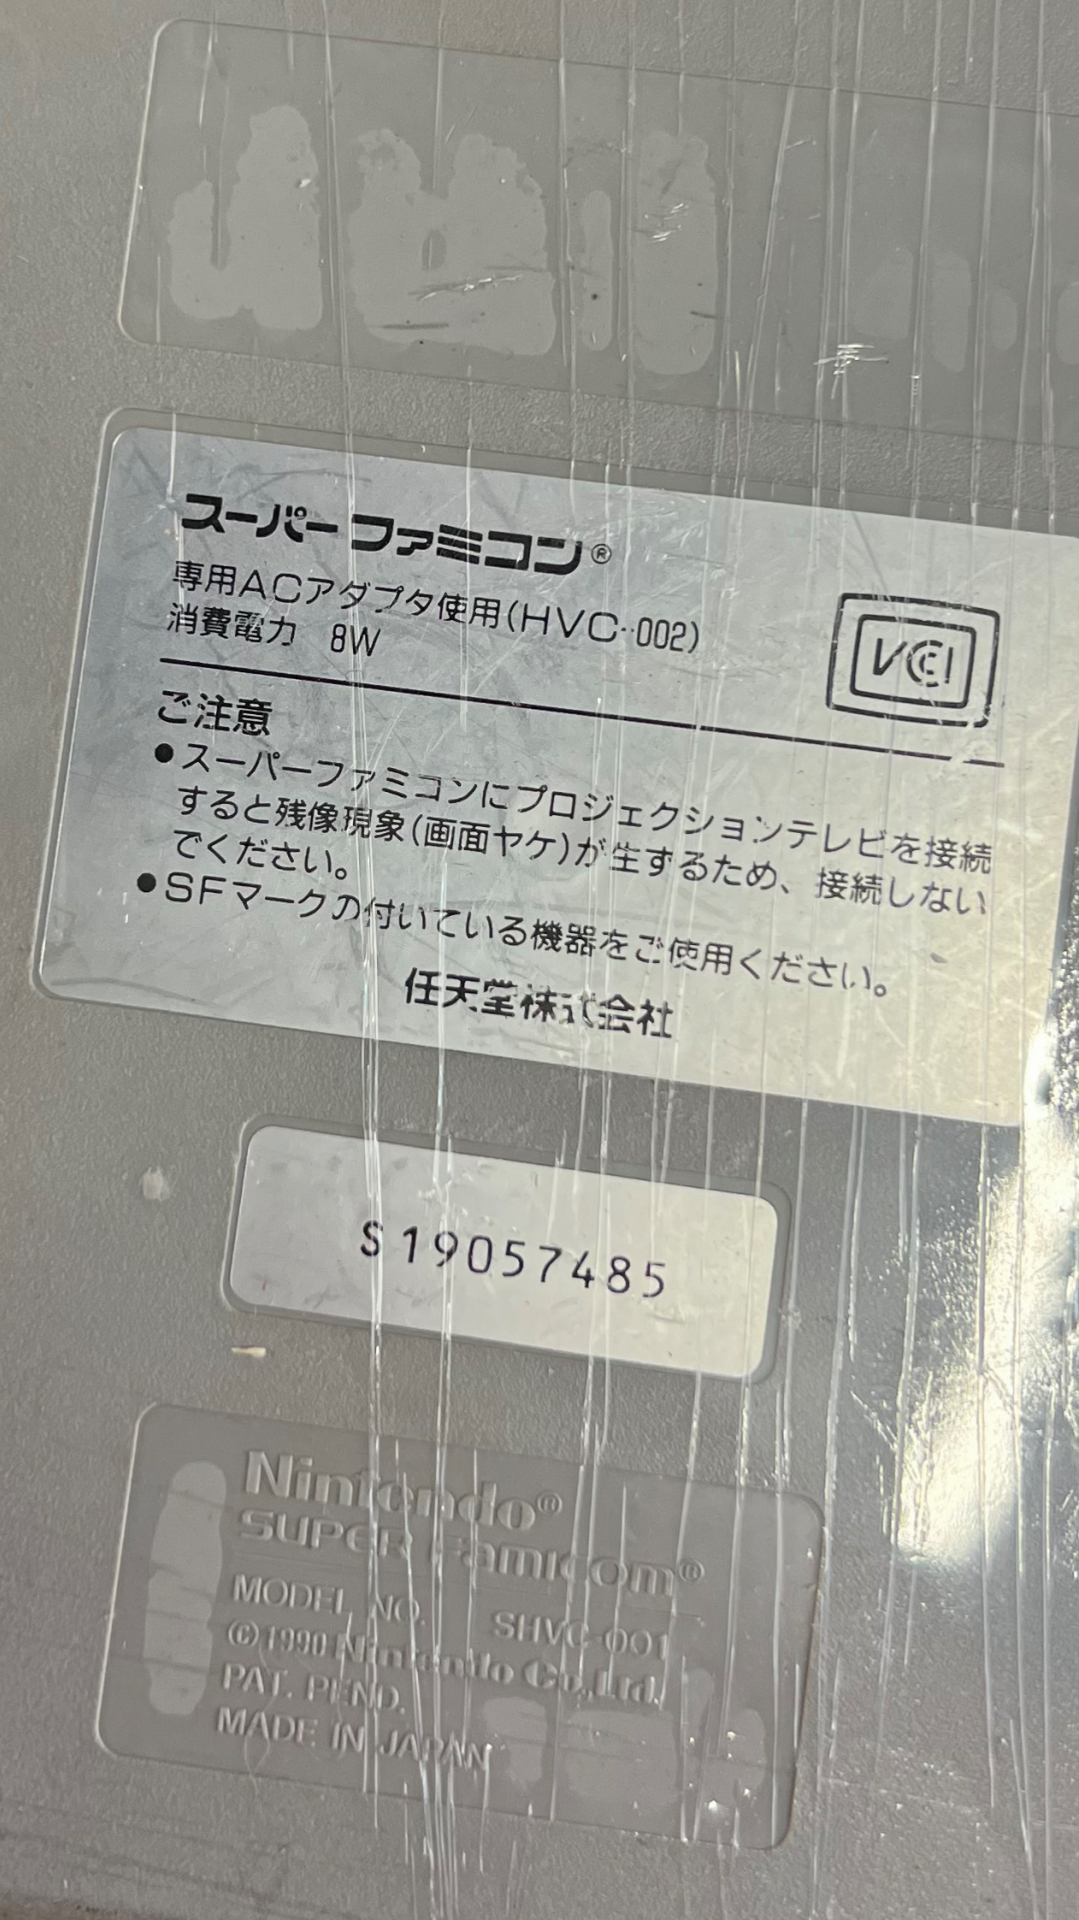 スーパーファミコン®
専用ACアダプタ使用(HVC-002)
消費電力 8W
VCCI
ご注意
●スーパーファミコンにプロジェクションテレビを接続
すると残像現象(画面ヤケ)が生ずるため、接続しない
でください。
●SFマークの付いている機器をご使用ください。
任天堂株式会社
S19057485
Nintendo®
SUPER Famicom®
MODEL NO. SHVC-001
©1990 Nintendo Co.,Ltd.
PAT. PEND.
MADE IN JAPAN